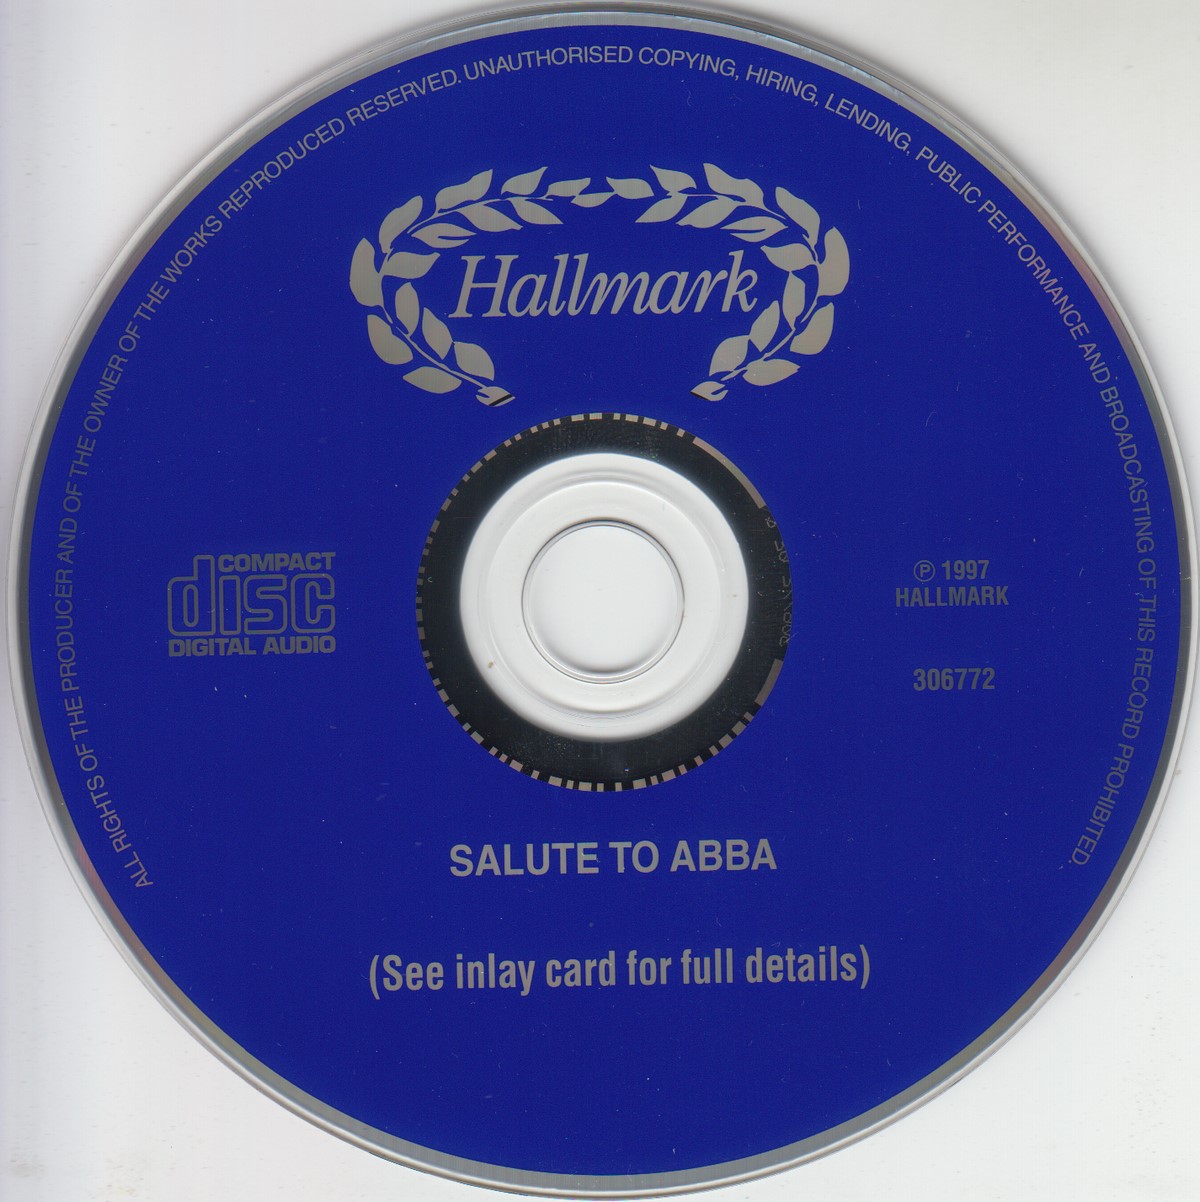 ALL RIGHTS OF THE PRODUCER AND OF THE OWNER OF THE WORKS REPRODUCED RESERVED. UNAUTHORISED COPYING, HIRING, LENDING, PUBLIC PERFORMANCE AND BROADCASTING OF THIS RECORD PROHIBITED.
Hallmark
COMPACT
disc
DIGITAL AUDIO
℗ 1997
HALLMARK
306772
SALUTE TO ABBA
(See inlay card for full details)